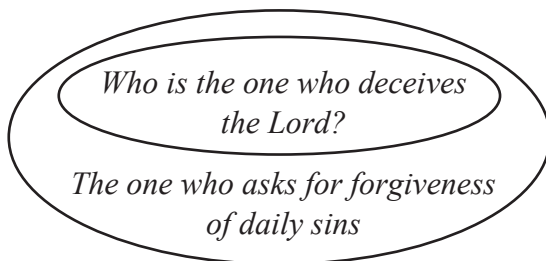 Who is the one who deceives
the Lord?
The one who asks for forgiveness
of daily sins